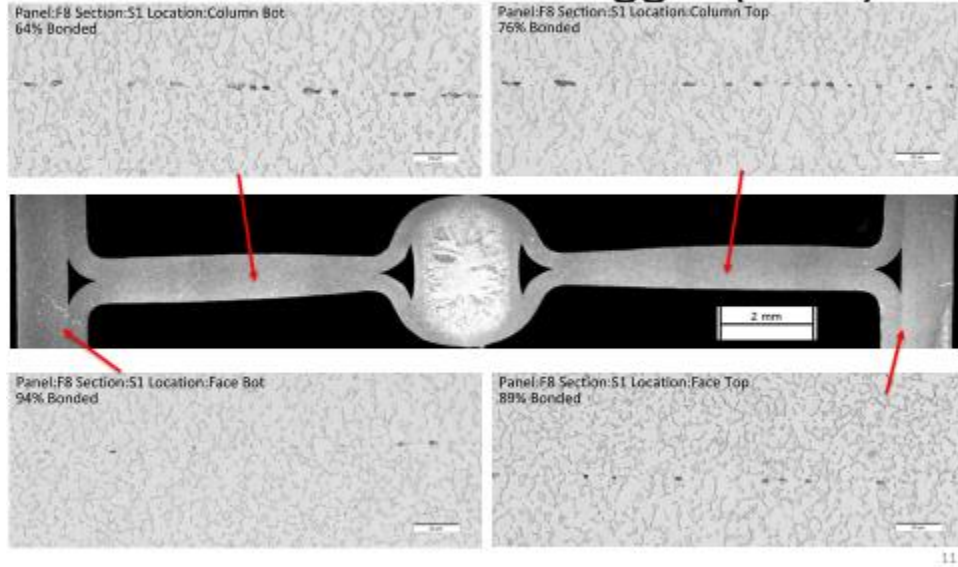 Panel:F8 Section:S1 Location:Column Bot
64% Bonded
Panel:F8 Section:S1 Location:Column Top
76% Bonded
2 mm
Panel:F8 Section:S1 Location:Face Bot
94% Bonded
Panel:F8 Section:S1 Location:Face Top
89% Bonded
11